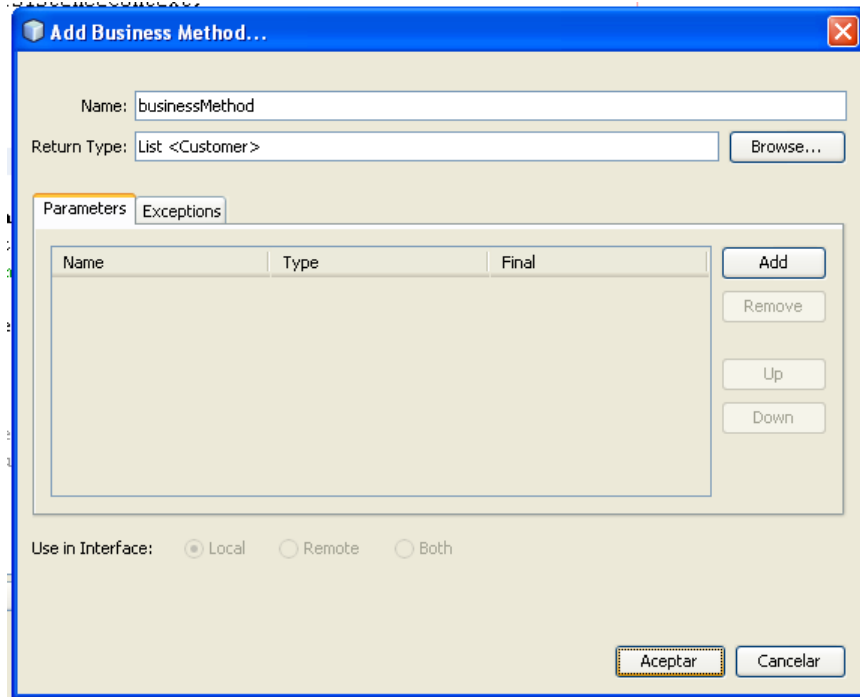 Add Business Method...
Name: businessMethod
Return Type: List <Customer> Browse...
Parameters Exceptions
Name Type Final Add
Remove
Up
Down
Use in Interface: Local Remote Both
Aceptar Cancelar